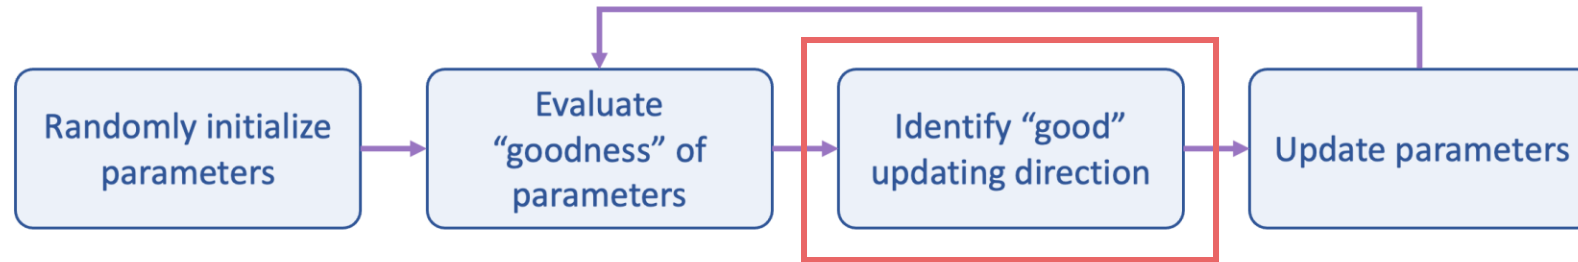 Randomly initialize
parameters
Evaluate
“goodness” of
parameters
Identify “good”
updating direction
Update parameters